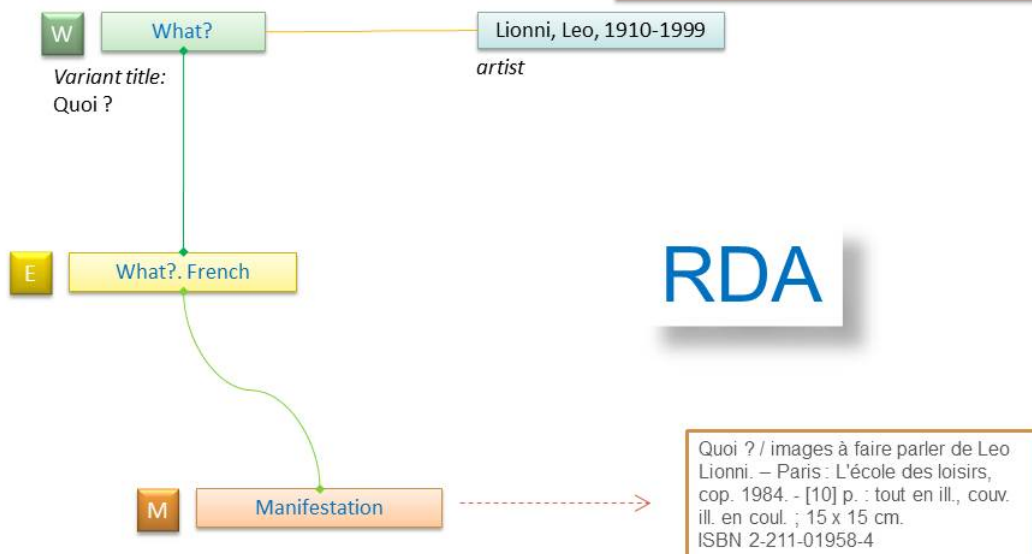 W
What?
Lionni, Leo, 1910-1999
Variant title:
Quoi ?
artist
E
What?. French
RDA
M
Manifestation
Quoi ? / images à faire parler de Leo
Lionni. – Paris : L'école des loisirs,
cop. 1984. - [10] p. : tout en ill., couv.
ill. en coul. ; 15 x 15 cm.
ISBN 2-211-01958-4